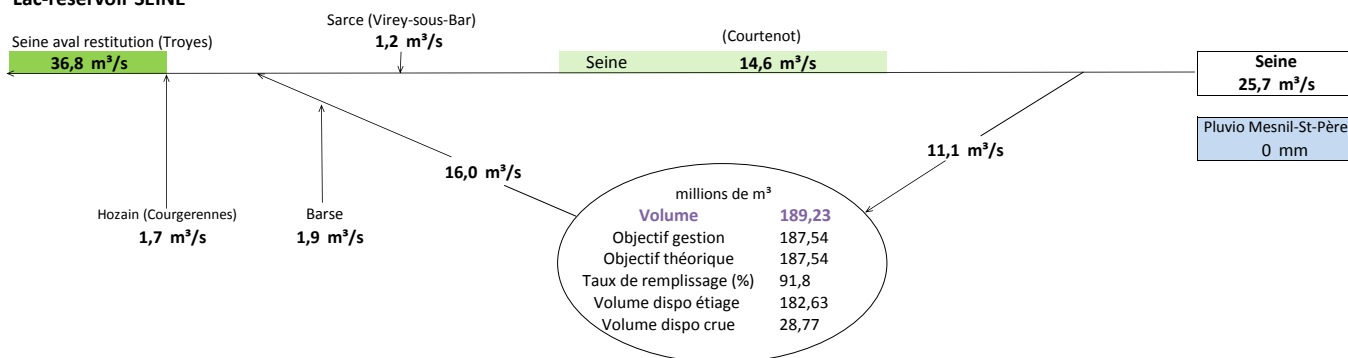 Lac-réservoir SEINE
Sarce (Virey-sous-Bar)
1,2 m³/s
Seine aval restitution (Troyes)
36,8 m³/s
(Courtenot)
Seine 14,6 m³/s
Seine
25,7 m³/s
Pluvio Mesnil-St-Père
0 mm
11,1 m³/s
16,0 m³/s
Hozain (Courgerennes)
1,7 m³/s
Barse
1,9 m³/s
millions de m³
Volume 189,23
Objectif gestion 187,54
Objectif théorique 187,54
Taux de remplissage (%) 91,8
Volume dispo étiage 182,63
Volume dispo crue 28,77